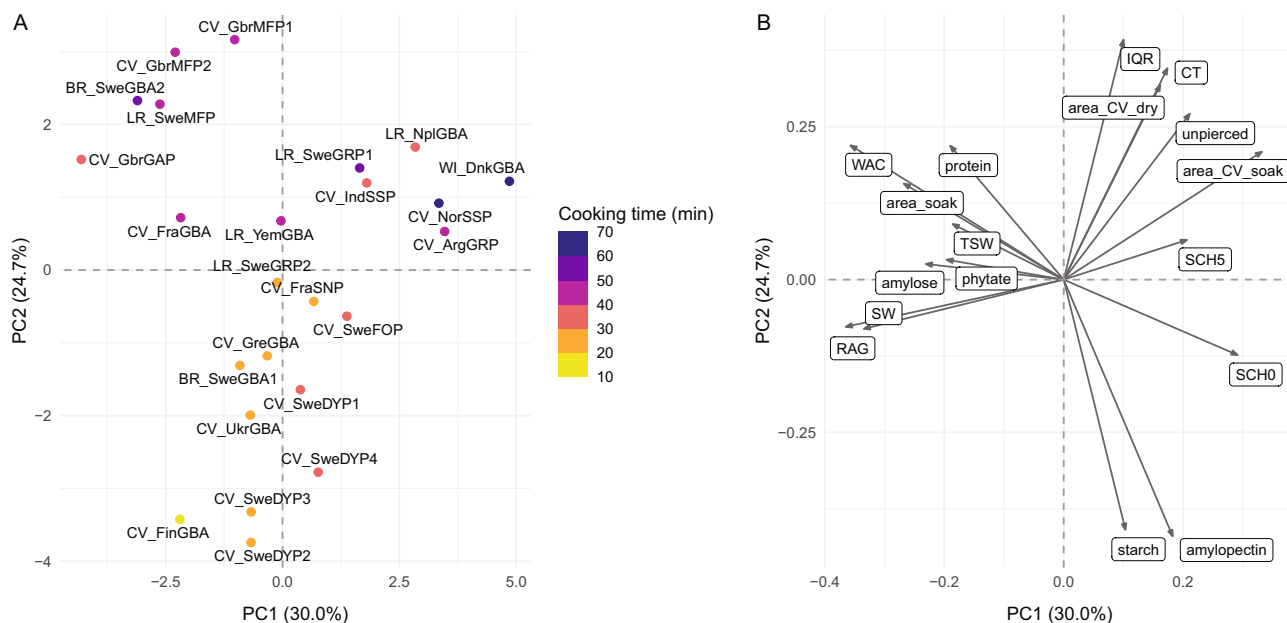 A
CV_GbrMFP1
CV_GbrMFP2
BR_SweGBA2
LR_SweMFP
CV_GbrGAP
LR_NplGBA
LR_SweGRP1
WI_DnkGBA
CV_IndSSP
CV_NorSSP
CV_FraGBA
LR_YemGBA
CV_ArgGRP
LR_SweGRP2
CV_FraSNP
CV_SweFOP
CV_GreGBA
BR_SweGBA1
CV_SweDYP1
CV_UkrGBA
CV_SweDYP4
CV_SweDYP3
CV_FinGBA
CV_SweDYP2
2
0
−2
−4
−2.5
0.0
2.5
5.0
PC1 (30.0%)
PC2 (24.7%)
Cooking time (min)
70
60
50
40
30
20
10
B
IQR
CT
area_CV_dry
unpierced
WAC
protein
area_CV_soak
area_soak
TSW
SCH5
amylose
phytate
SW
RAG
SCH0
starch
amylopectin
0.25
0.00
−0.25
−0.4
−0.2
0.0
0.2
PC1 (30.0%)
PC2 (24.7%)